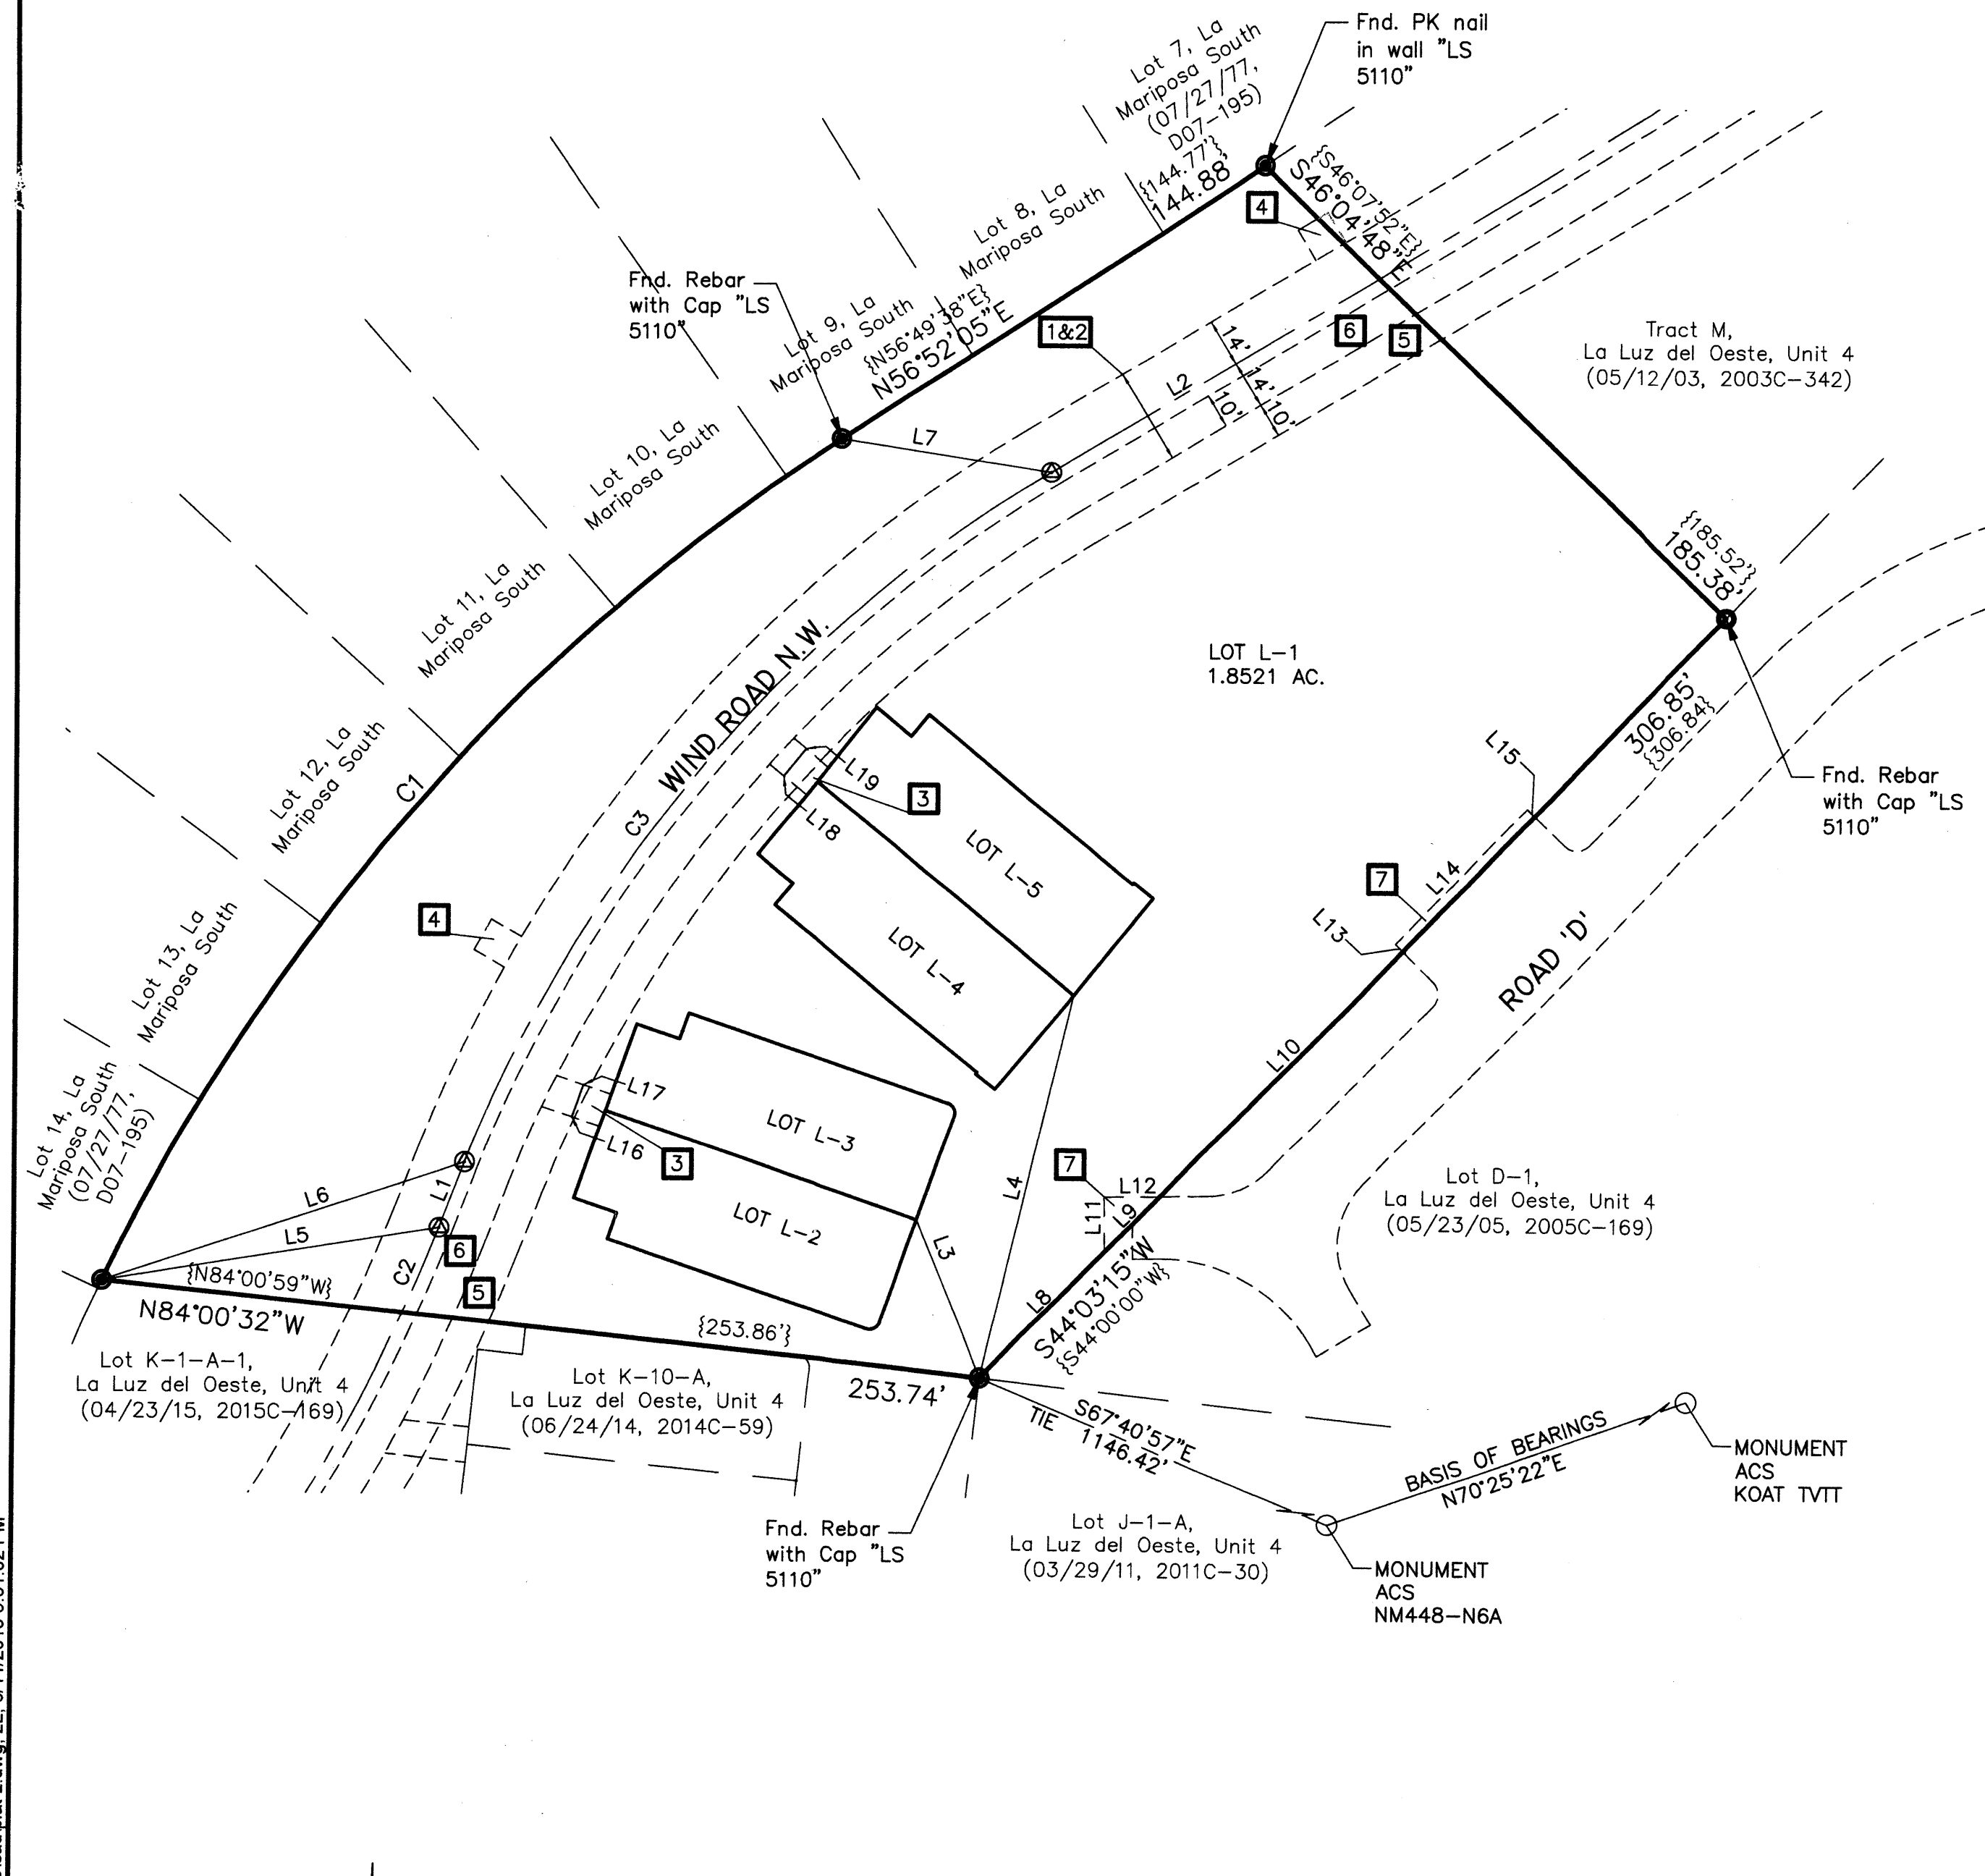 Fnd. PK nail
in wall "LS
5110"
Lot 7, La
Mariposa South
(07/27/77,
D07-195)
{144.77'}
144.88'
{S46°07'52"E}
S46°04'48"E
4
Lot 8, La
Mariposa South
Fnd. Rebar
with Cap "LS
5110"
Lot 9, La
Mariposa South
{N56°49'38"E}
N56°52'05"E
1&2
6
5
14'
14'
10'
10'
L2
L7
Tract M,
La Luz del Oeste, Unit 4
(05/12/03, 2003C-342)
Lot 10, La
Mariposa South
{185.52'}
185.38'
Lot 11, La
Mariposa South
WIND ROAD N.W.
LOT L-1
1.8521 AC.
306.85'
{306.84}
Fnd. Rebar
with Cap "LS
5110"
Lot 12, La
Mariposa South
C1
C3
L19
L18
3
LOT L-5
LOT L-4
L15
L14
7
L13
ROAD 'D'
4
Lot 13, La
Mariposa South
L10
Lot 14, La
Mariposa South
(07/27/77,
D07-195)
L17
L16
3
LOT L-3
LOT L-2
L4
L3
7
L12
L11
L9
L8
Lot D-1,
La Luz del Oeste, Unit 4
(05/23/05, 2005C-169)
L6
L1
L5
6
C2
5
{N84°00'59"W}
N84°00'32"W
{253.86'}
253.74'
S44°03'15"W
{S44°00'00"W}
Lot K-1-A-1,
La Luz del Oeste, Unit 4
(04/23/15, 2015C-169)
Lot K-10-A,
La Luz del Oeste, Unit 4
(06/24/14, 2014C-59)
TIE
S67°40'57"E
1146.42'
BASIS OF BEARINGS
N70°25'22"E
MONUMENT
ACS
KOAT TVTT
Fnd. Rebar
with Cap "LS
5110"
Lot J-1-A,
La Luz del Oeste, Unit 4
(03/29/11, 2011C-30)
MONUMENT
ACS
NM448-N6A